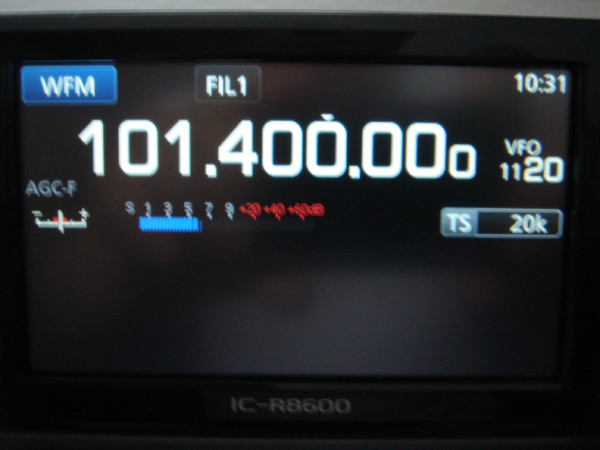 WFM FIL1 10:31
101.400.000 VFO
1120
AGC-F
S 1 3 5 7 9 +20 +40 +60dB
- + TS 20k
IC-R8600